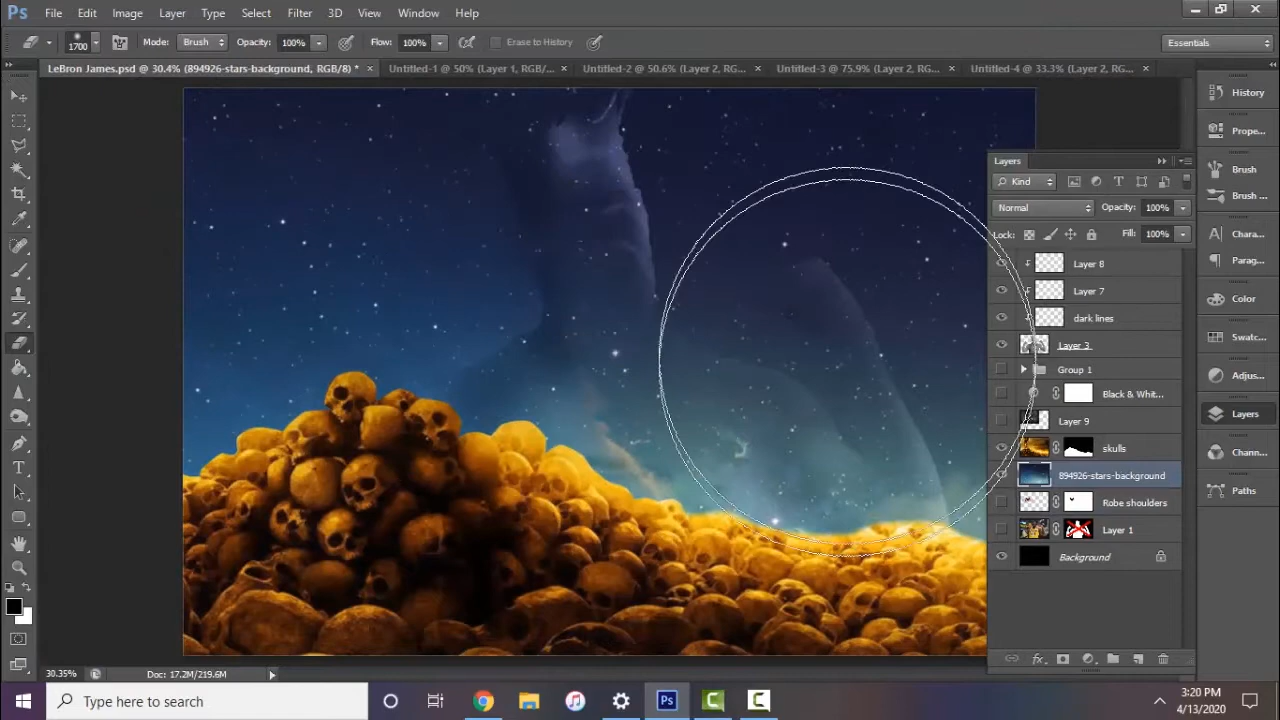 Ps File Edit Image Layer Type Select Filter 3D View Window Help
1700 Mode: Brush Opacity: 100% Flow: 100% Erase to History Essentials
LeBron James.psd @ 30.4% (894926-stars-background, RGB/8) * × Untitled-1 @ 50% (Layer 1, RGB/... × Untitled-2 @ 50.6% (Layer 2, RG... × Untitled-3 @ 75.9% (Layer 2, RG... × Untitled-4 @ 33.3% (Layer 2, RG... ×
Layers
Kind
Normal Opacity: 100%
Lock: Fill: 100%
Layer 8
Layer 7
dark lines
Layer 3
Group 1
Black & Whit...
Layer 9
skulls
894926-stars-background
Robe shoulders
Layer 1
Background
fx
History
Prope...
Brush
Brush ...
Chara...
Parag...
Color
Swatc...
Adjus...
Layers
Chann...
Paths
30.35% Doc: 17.2M/219.6M
Type here to search
Ps
3:20 PM
4/13/2020